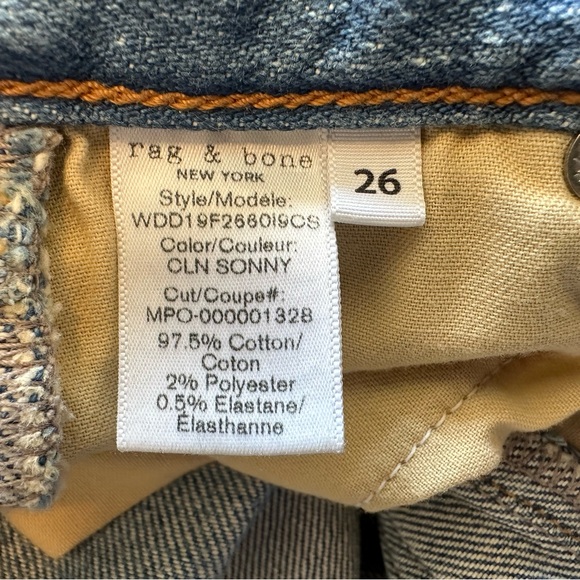 rag & bone
NEW YORK
Style/Modèle:
WDD19F2660I9CS
Color/Couleur:
CLN SONNY
Cut/Coupe#:
MPO-000001328
97.5% Cotton/
Coton
2% Polyester
0.5% Elastane/
Élasthanne
26